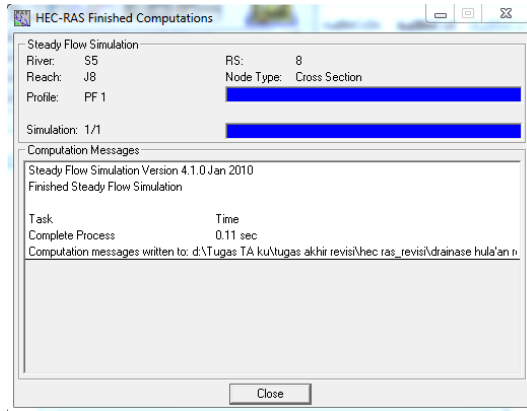 HEC-RAS Finished Computations
Steady Flow Simulation
River: S5 RS: 8
Reach: J8 Node Type: Cross Section
Profile: PF 1
Simulation: 1/1
Computation Messages
Steady Flow Simulation Version 4.1.0 Jan 2010
Finished Steady Flow Simulation
Task Time
Complete Process 0.11 sec
Computation messages written to: d:\Tugas TA ku\tugas akhir revisi\hec ras_revisi\drainase hula'an
Close